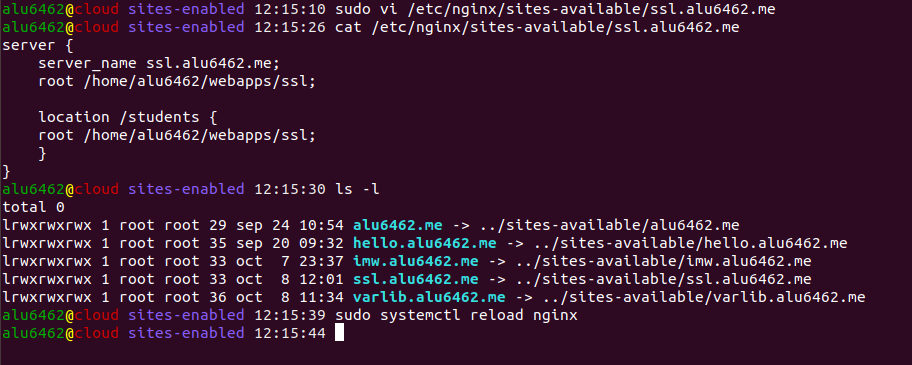 alu6462@cloud sites-enabled 12:15:10 sudo vi /etc/nginx/sites-available/ssl.alu6462.me
alu6462@cloud sites-enabled 12:15:26 cat /etc/nginx/sites-available/ssl.alu6462.me
server {
    server_name ssl.alu6462.me;
    root /home/alu6462/webapps/ssl;

    location /students {
    root /home/alu6462/webapps/ssl;
    }
}
alu6462@cloud sites-enabled 12:15:30 ls -l
total 0
lrwxrwxrwx 1 root root 29 sep 24 10:54 alu6462.me -> ../sites-available/alu6462.me
lrwxrwxrwx 1 root root 35 sep 20 09:32 hello.alu6462.me -> ../sites-available/hello.alu6462.me
lrwxrwxrwx 1 root root 33 oct  7 23:37 imw.alu6462.me -> ../sites-available/imw.alu6462.me
lrwxrwxrwx 1 root root 33 oct  8 12:01 ssl.alu6462.me -> ../sites-available/ssl.alu6462.me
lrwxrwxrwx 1 root root 36 oct  8 11:34 varlib.alu6462.me -> ../sites-available/varlib.alu6462.me
alu6462@cloud sites-enabled 12:15:39 sudo systemctl reload nginx
alu6462@cloud sites-enabled 12:15:44